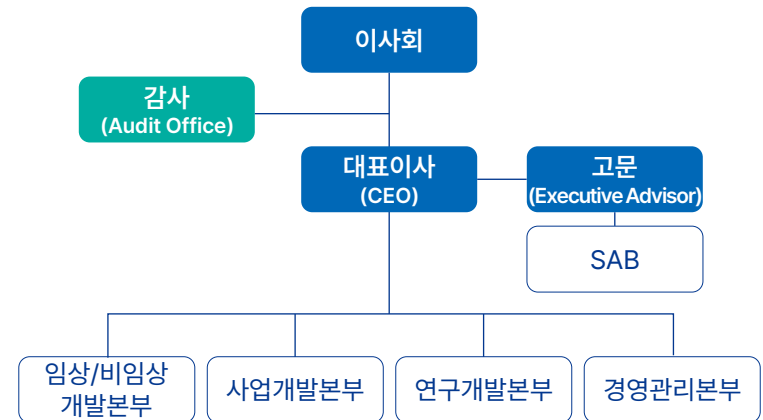 이사회
감사
(Audit Office)
대표이사
(CEO)
고문
(Executive Advisor)
SAB
임상/비임상
개발본부
사업개발본부
연구개발본부
경영관리본부